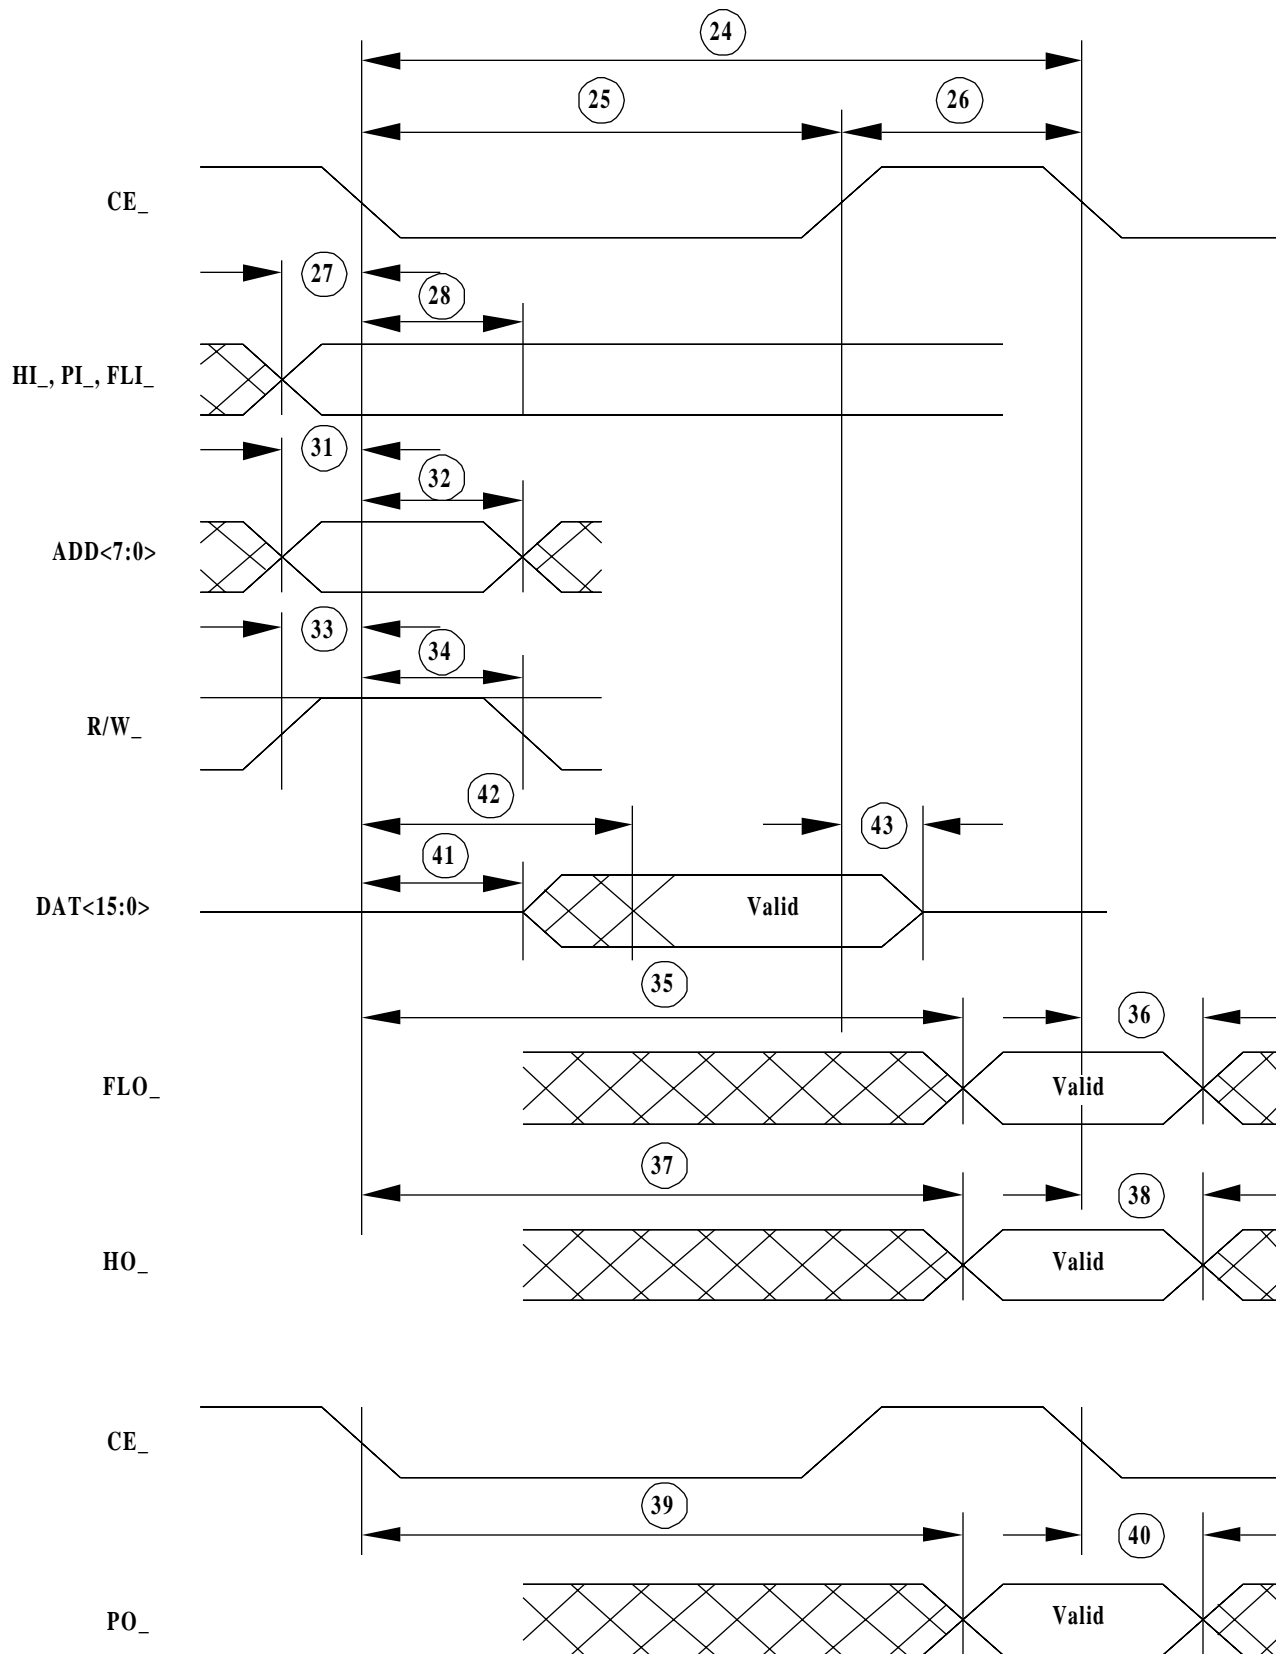 24
25
26
CE_
27
28
HI_, PI_, FLI_
31
32
ADD<7:0>
33
34
R/W_
42
43
41
DAT<15:0>
Valid
35
36
FLO_
Valid
37
38
HO_
Valid
CE_
39
40
PO_
Valid